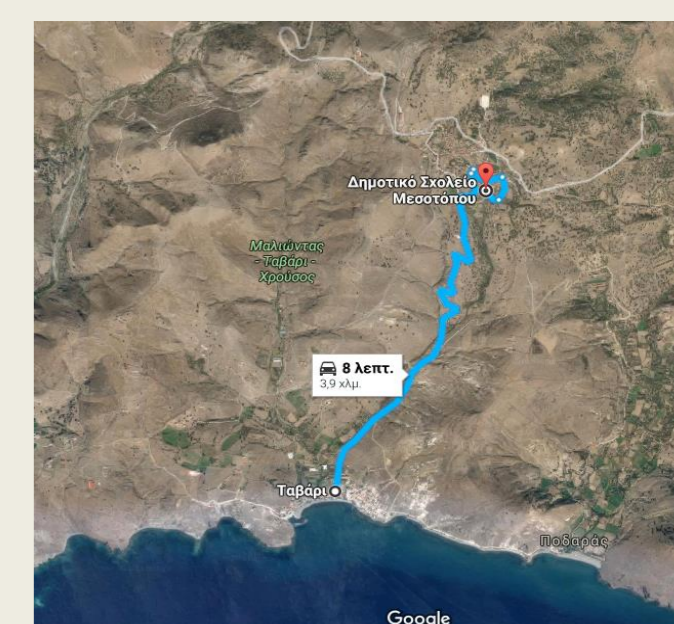 Δημοτικό Σχολείο
Μεσοτόπου
Μαλιώντας
- Ταβάρι -
Χρούσος
8 λεπτ.
3,9 χλμ.
Ταβάρι
Ποδαράς
Google